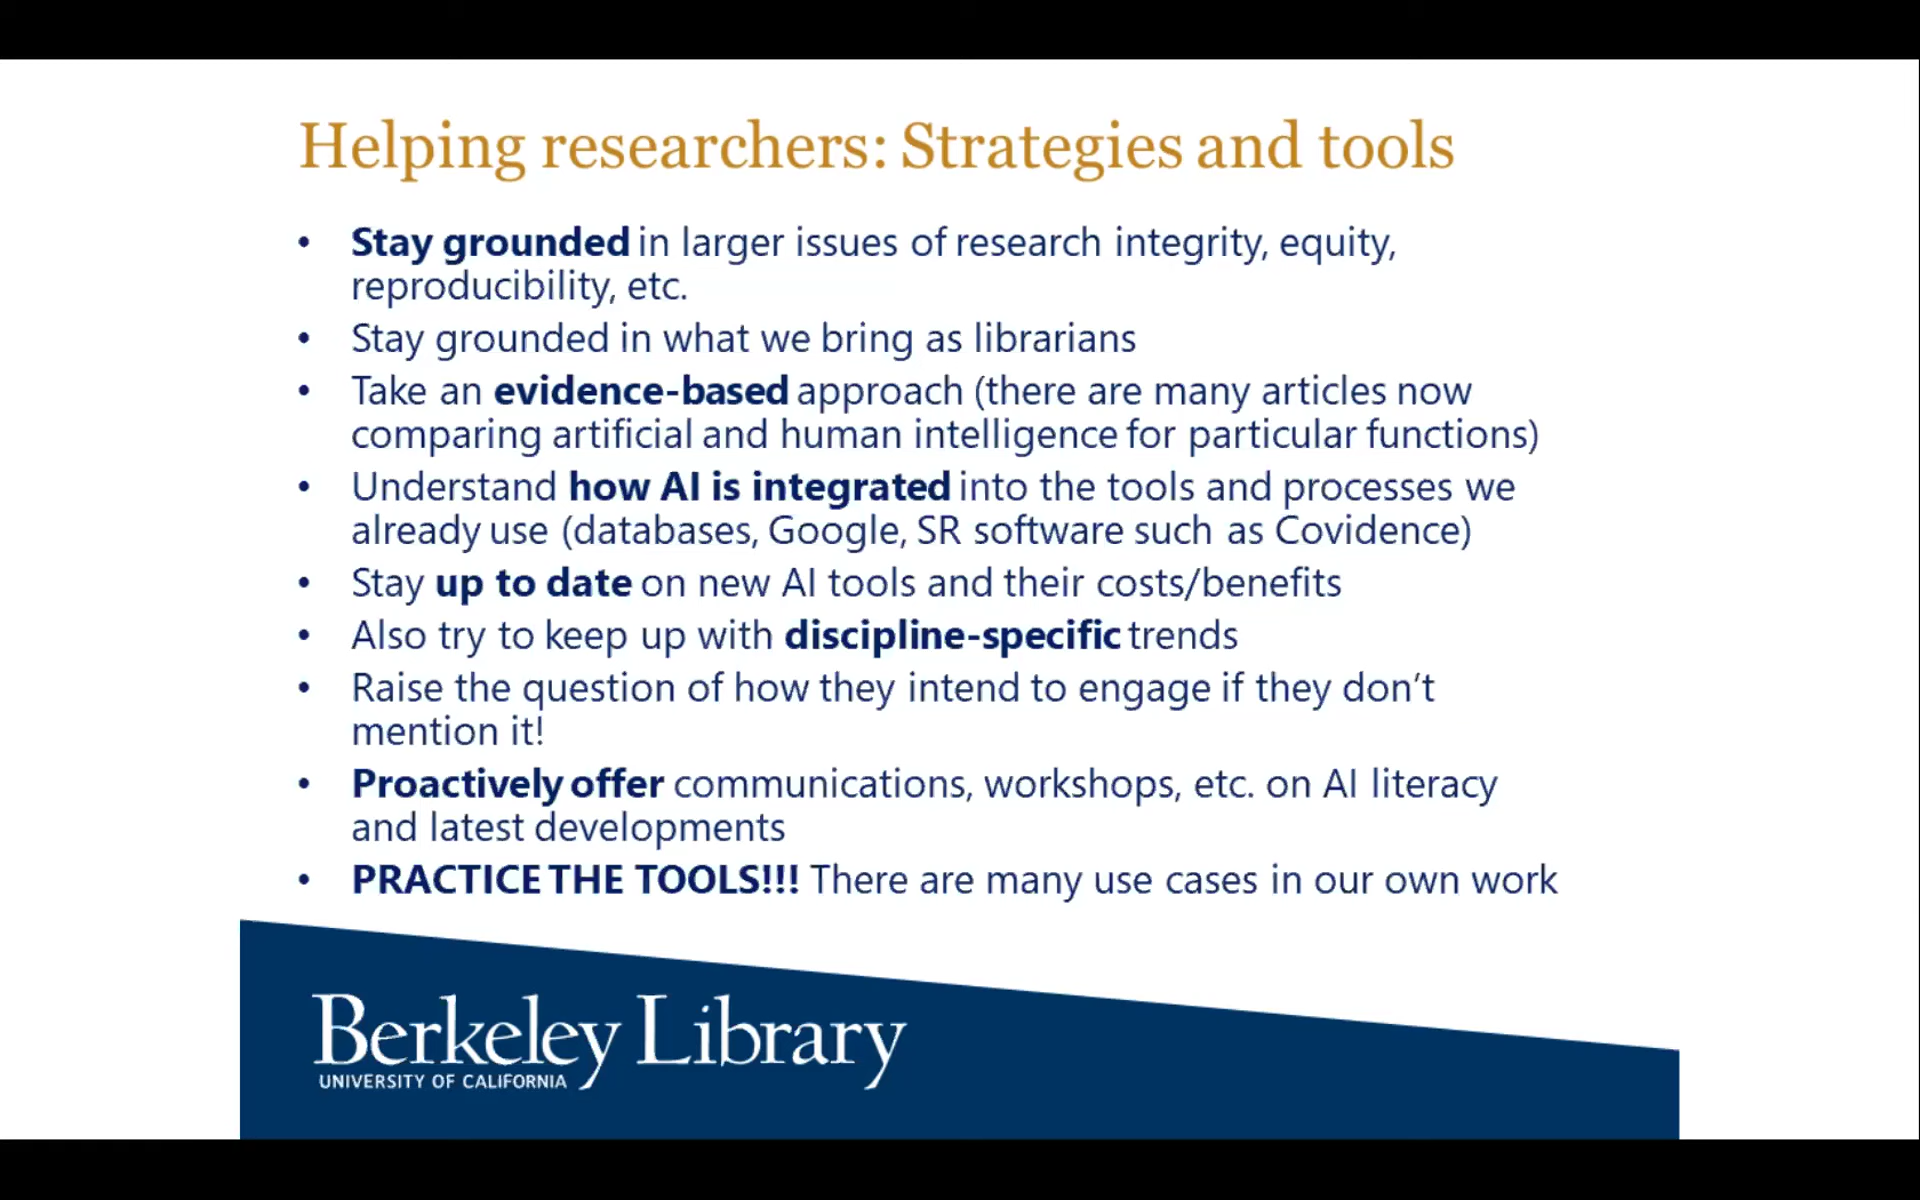 Helping researchers: Strategies and tools
• Stay grounded in larger issues of research integrity, equity,
reproducibility, etc.
• Stay grounded in what we bring as librarians
• Take an evidence-based approach (there are many articles now
comparing artificial and human intelligence for particular functions)
• Understand how AI is integrated into the tools and processes we
already use (databases, Google, SR software such as Covidence)
• Stay up to date on new AI tools and their costs/benefits
• Also try to keep up with discipline-specific trends
• Raise the question of how they intend to engage if they don’t
mention it!
• Proactively offer communications, workshops, etc. on AI literacy
and latest developments
• PRACTICE THE TOOLS!!! There are many use cases in our own work
Berkeley Library
UNIVERSITY OF CALIFORNIA